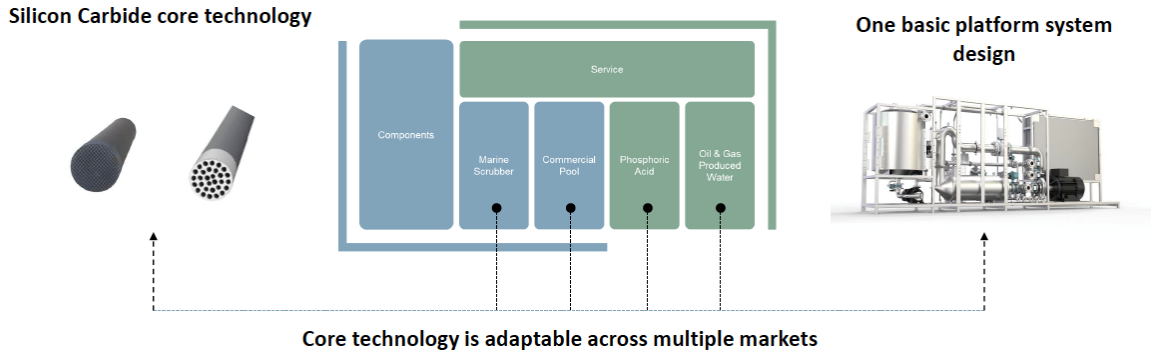 Silicon Carbide core technology
One basic platform system
design
Service
Components
Marine
Scrubber
Commercial
Pool
Phosphoric
Acid
Oil & Gas
Produced
Water
Core technology is adaptable across multiple markets